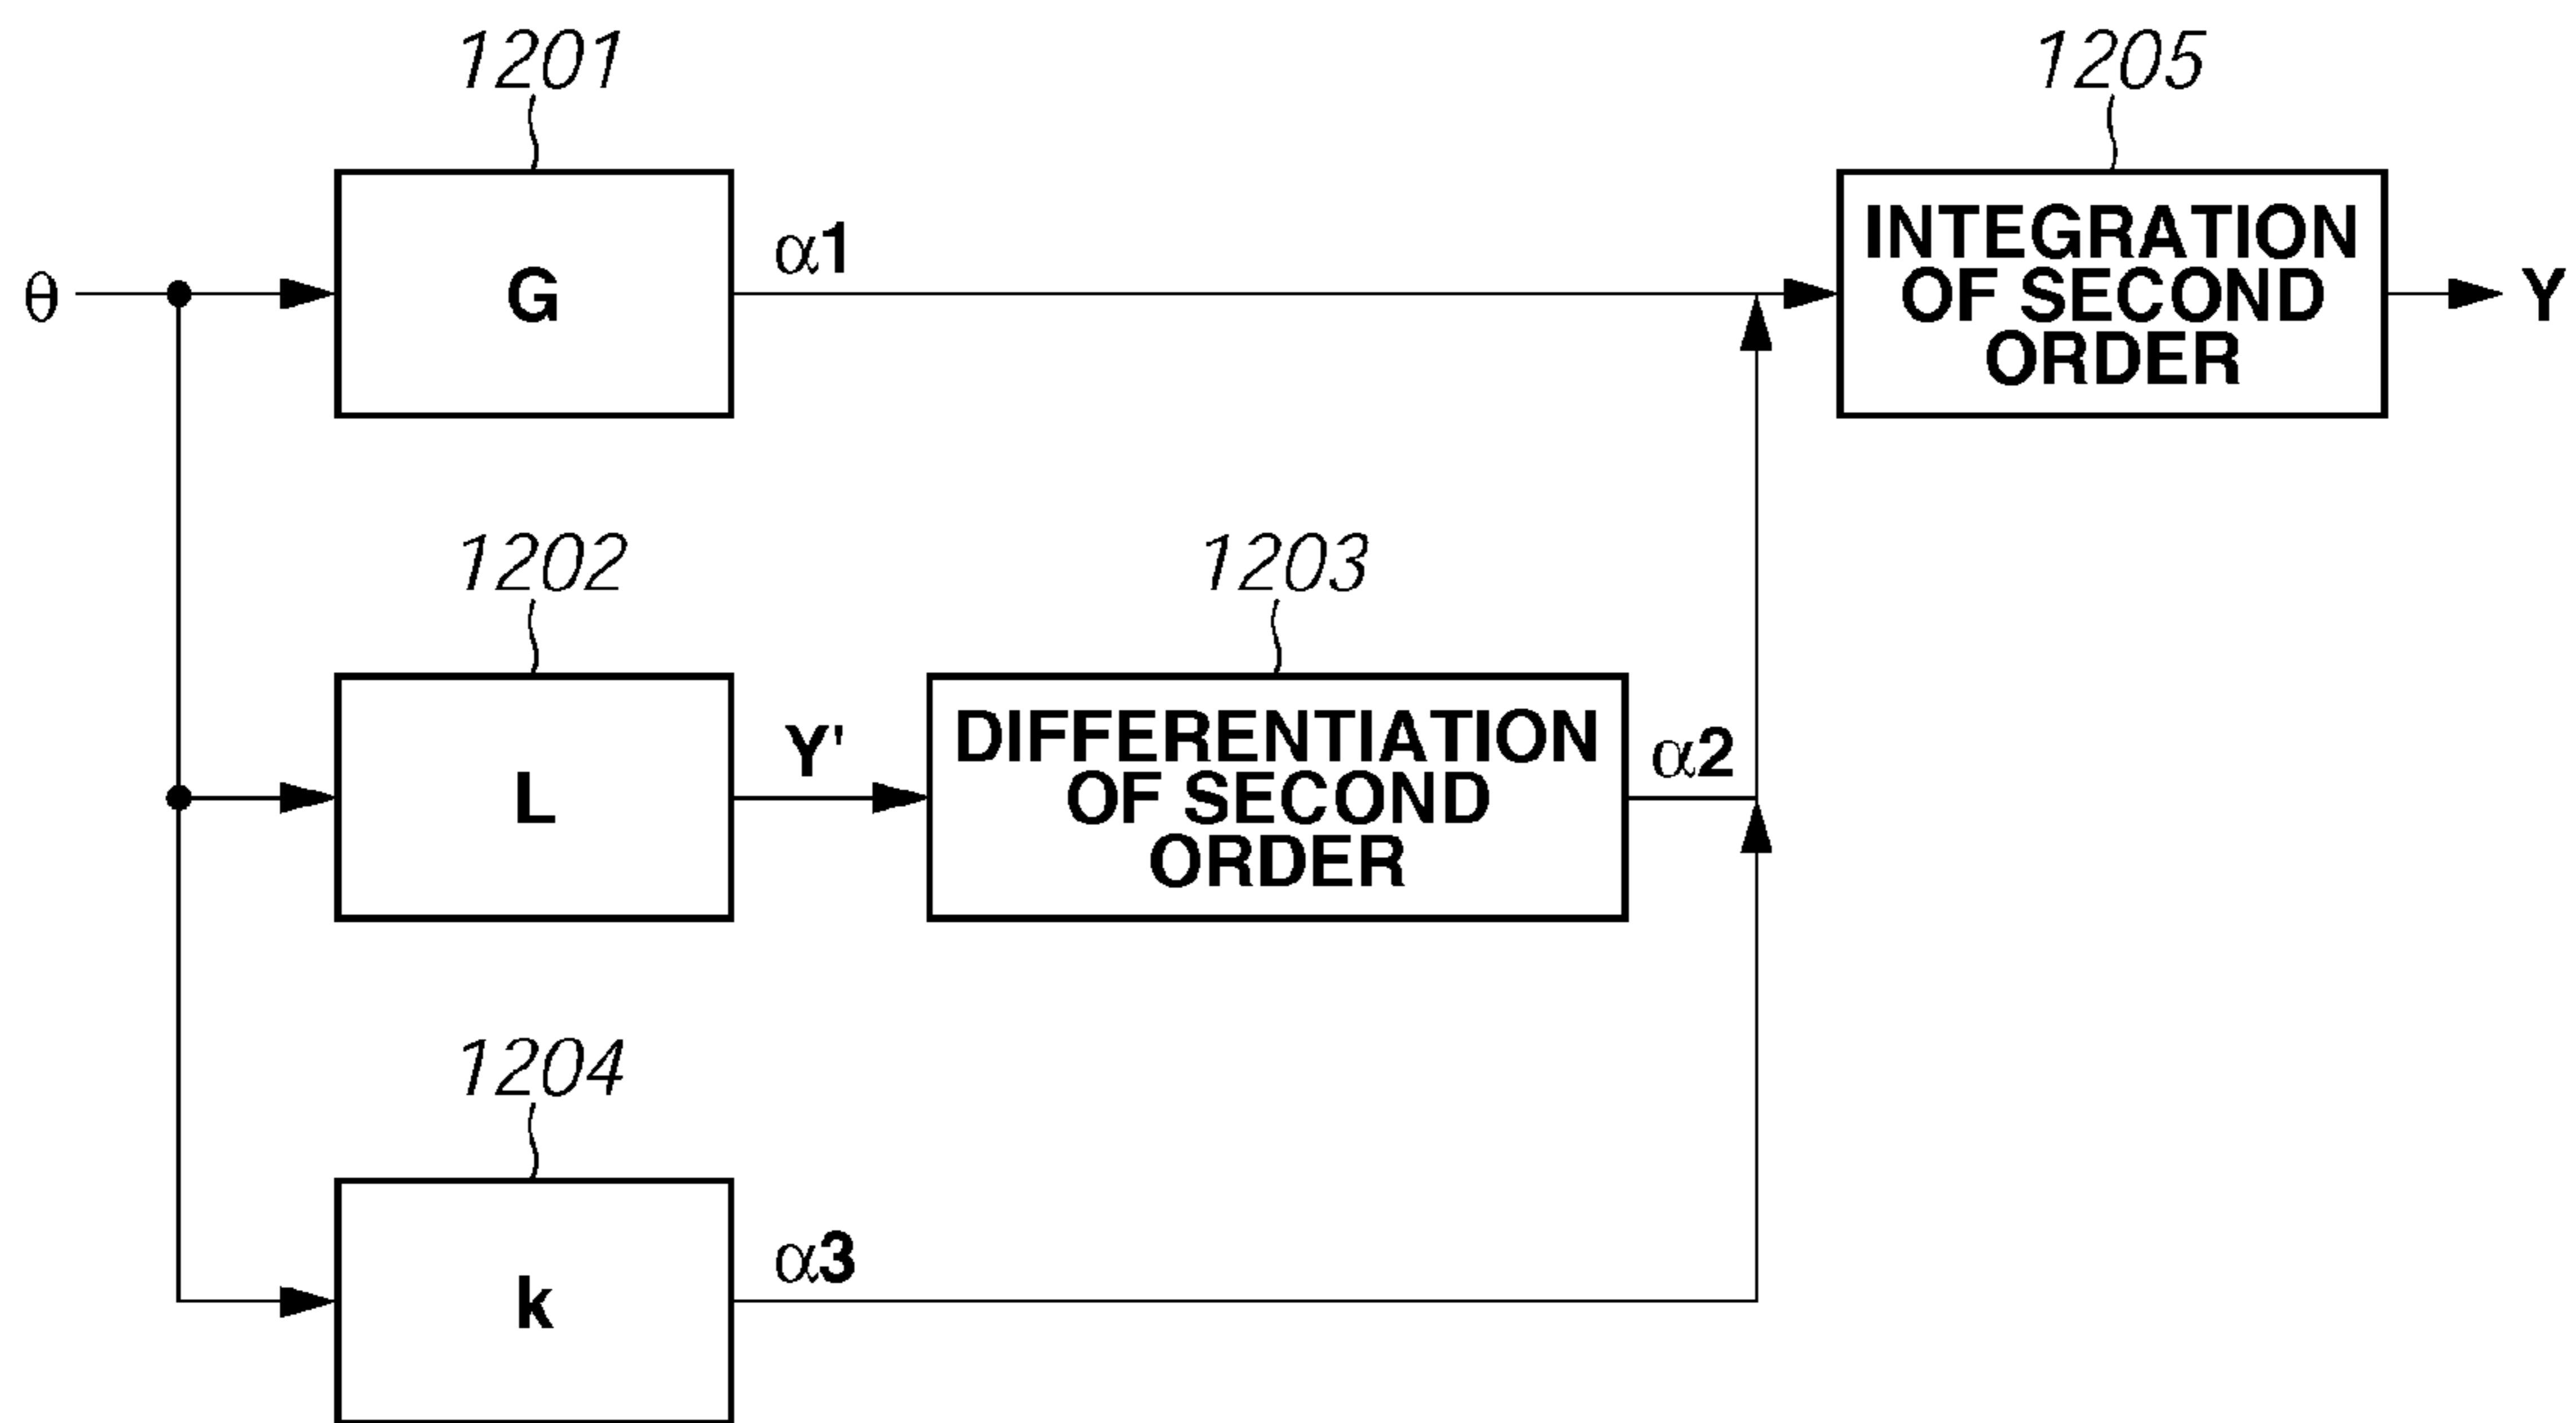 1201
1205
θ
G
α1
INTEGRATION
OF SECOND
ORDER
Y
1202
1203
L
Y'
DIFFERENTIATION
OF SECOND
ORDER
α2
1204
k
α3